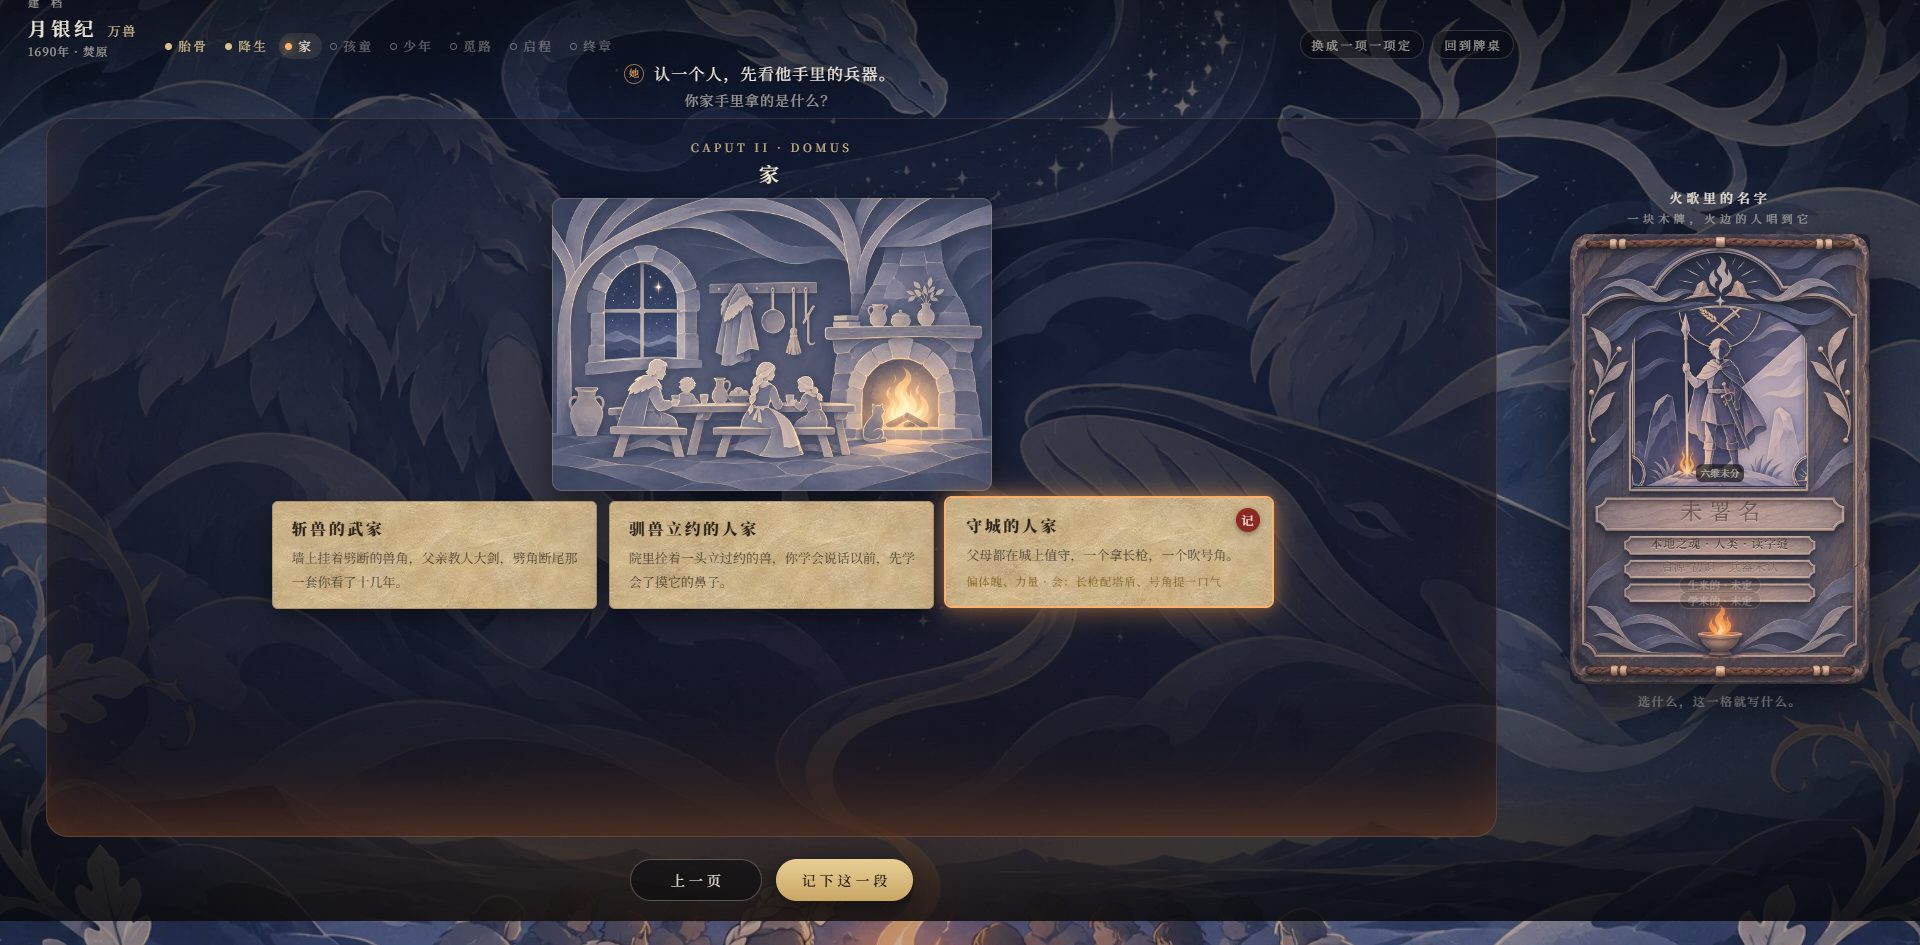 建 档
月银纪 万兽
1690年 · 焚原
胎骨 降生 家 孩童 少年 觅路 启程 终章
换成一项一项定 回到牌桌
她 认一个人，先看他手里的兵器。
你家手里拿的是什么？
CAPUT II · DOMUS
家
斩兽的武家
墙上挂着劈断的兽角，父亲教人大剑，劈角断尾那
一套你看了十几年。
驯兽立约的人家
院里拴着一头立过约的兽，你学会说话以前，先学
会了摸它的鼻子。
守城的人家
记
父母都在城上值守，一个拿长枪，一个吹号角。
偏体魄、力量 · 会：长枪配塔盾、号角提一口气
上一页 记下这一段
火歌里的名字
一块木牌，火边的人唱到它
六维未分
未署名
本地之魂 · 人类 · 读字缝
生来的 · 未定
学来的 · 未定
选什么，这一格就写什么。